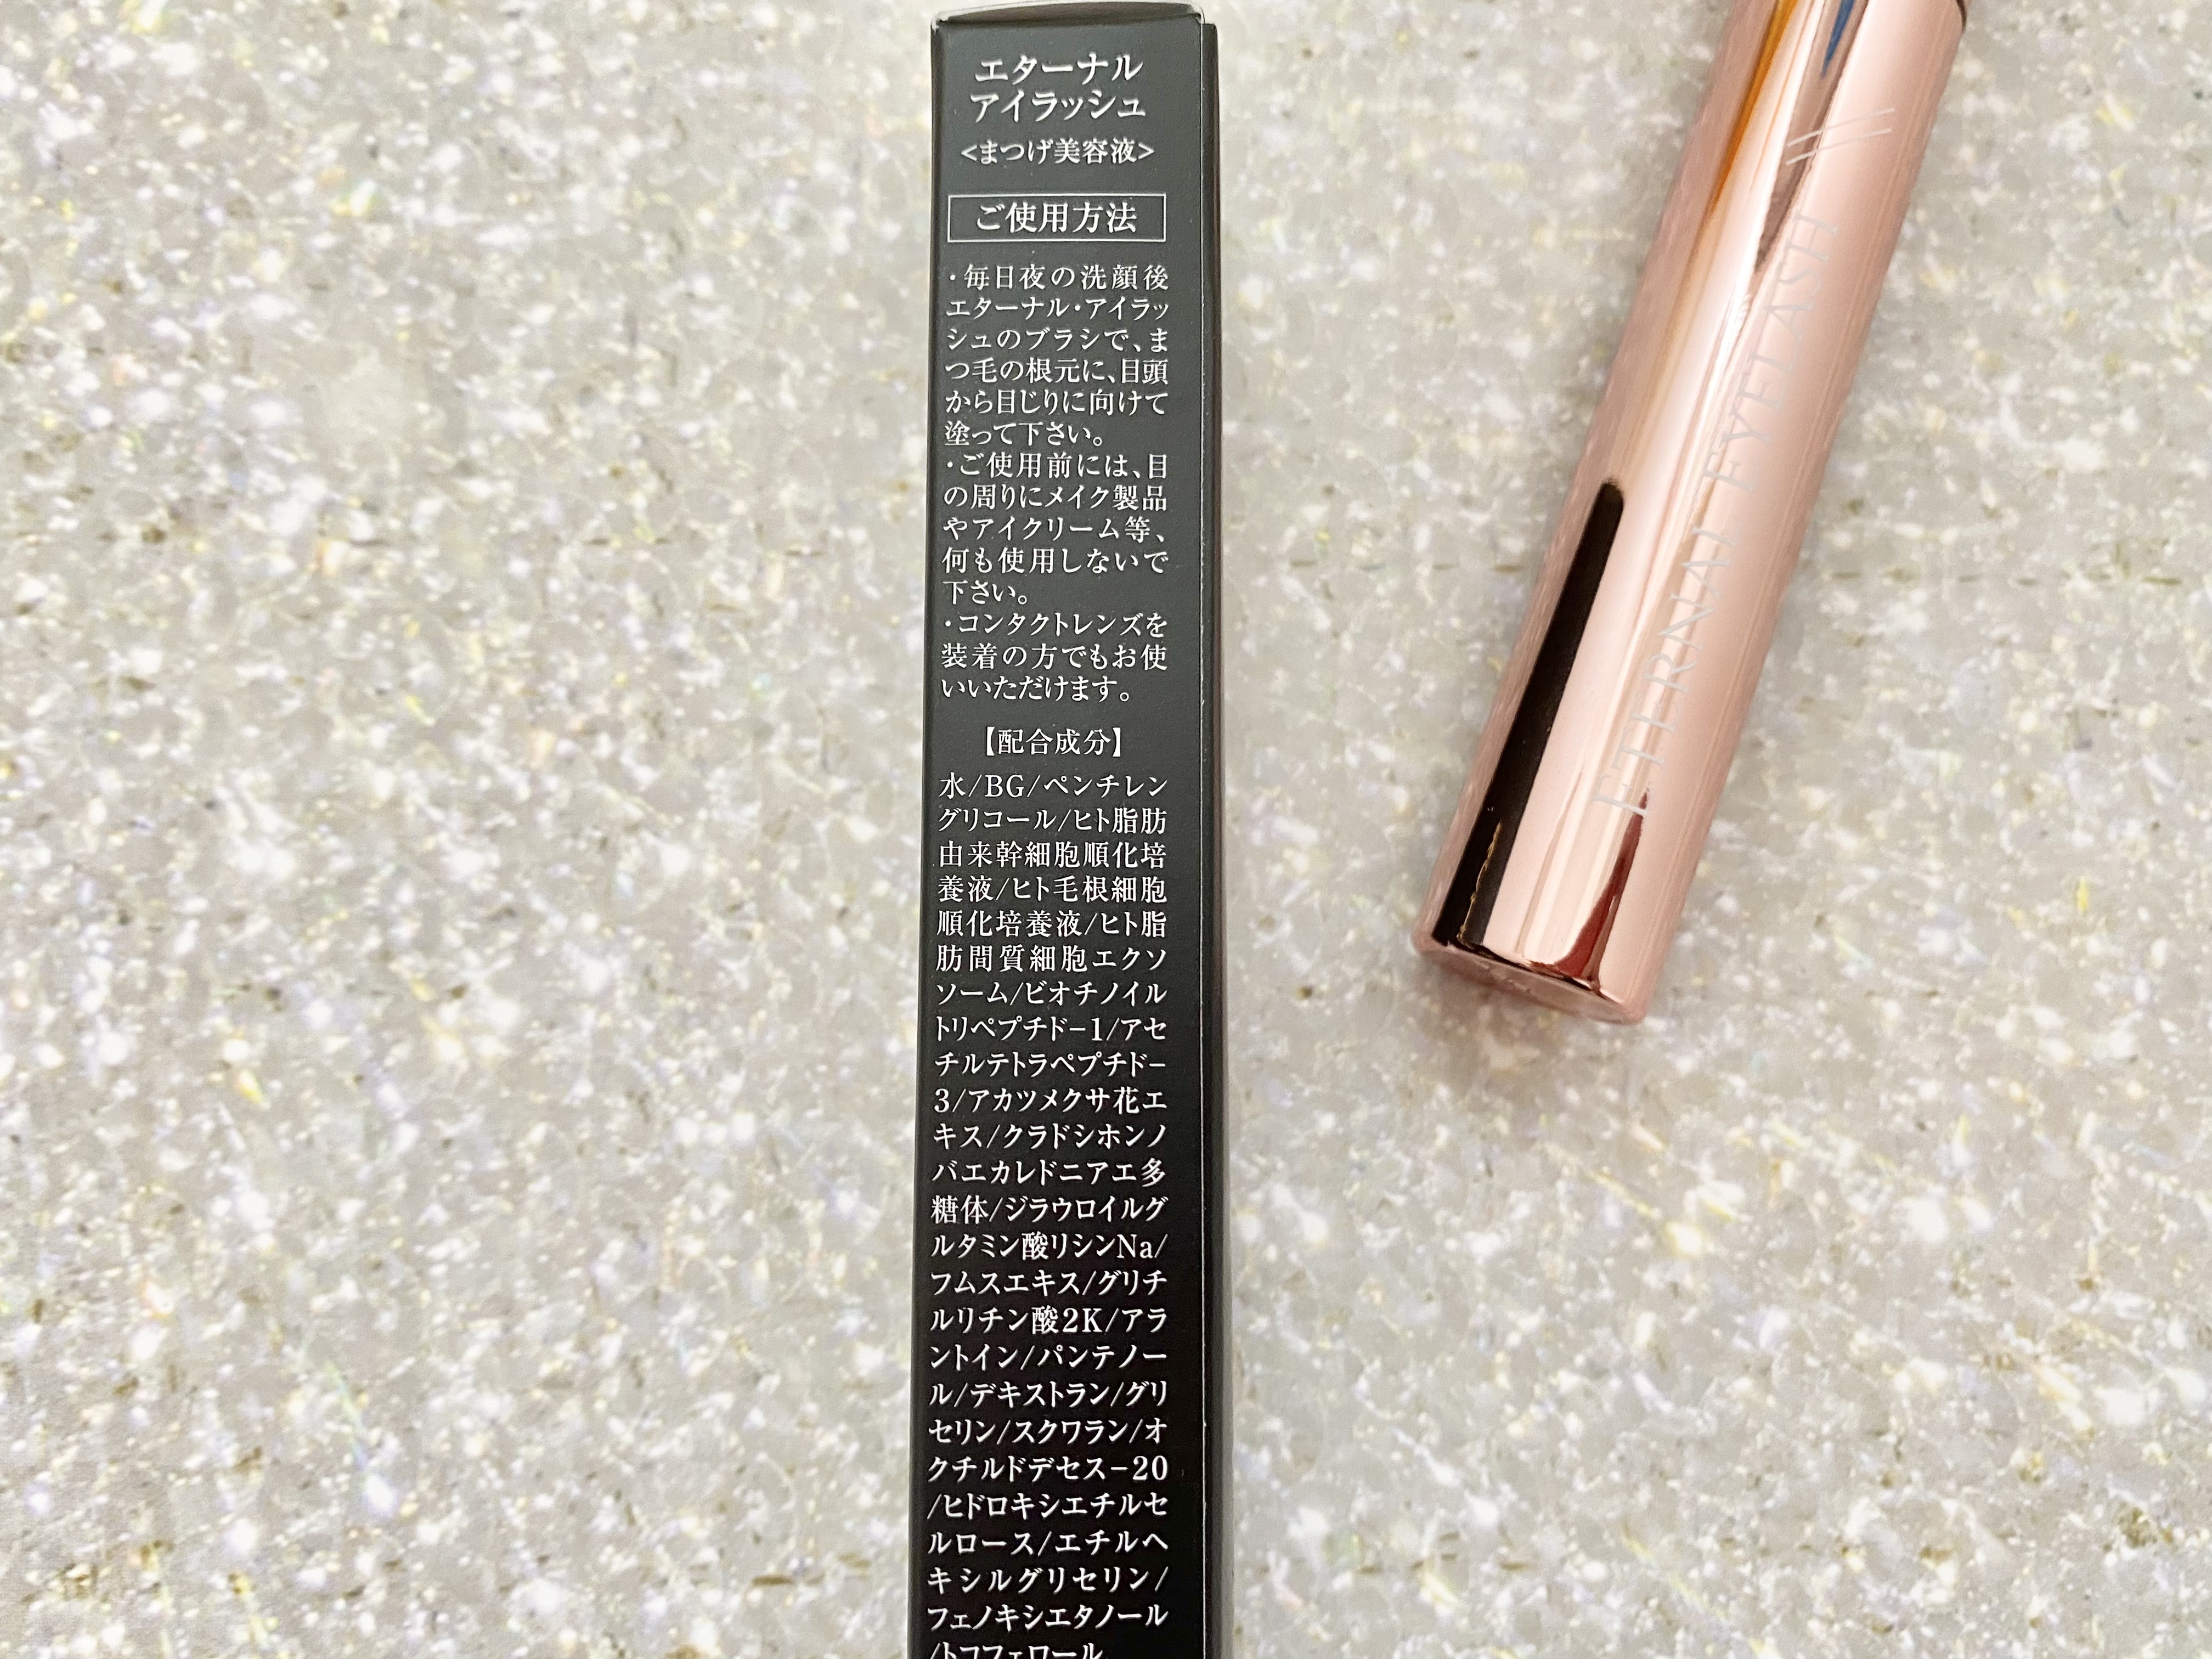 エターナル
アイラッシュ
<まつげ美容液>
ご使用方法
・毎日夜の洗顔後
エターナル・アイラッ
シュのブラシで、ま
つ毛の根元に、目頭
から目じりに向けて
塗って下さい。
・ご使用前には、目
の周りにメイク製品
やアイクリーム等、
何も使用しないで
下さい。
・コンタクトレンズを
装着の方でもお使
いいただけます。
【配合成分】
水/BG/ペンチレン
グリコール/ヒト脂肪
由来幹細胞順化培
養液/ヒト毛根細胞
順化培養液/ヒト脂
肪間質細胞エクソ
ソーム/ビオチノイル
トリペプチド−1/アセ
チルテトラペプチド−
3/アカツメクサ花エ
キス/クラドシホンノ
バエカレドニアエ多
糖体/ジラウロイルグ
ルタミン酸リシンNa/
フムスエキス/グリチ
ルリチン酸2K/アラ
ントイン/パンテノー
ル/デキストラン/グリ
セリン/スクワラン/オ
クチルドデセス−20
/ヒドロキシエチルセ
ルロース/エチルヘ
キシルグリセリン/
フェノキシエタノール
/トコフェロール
ETERNAL EYELASH